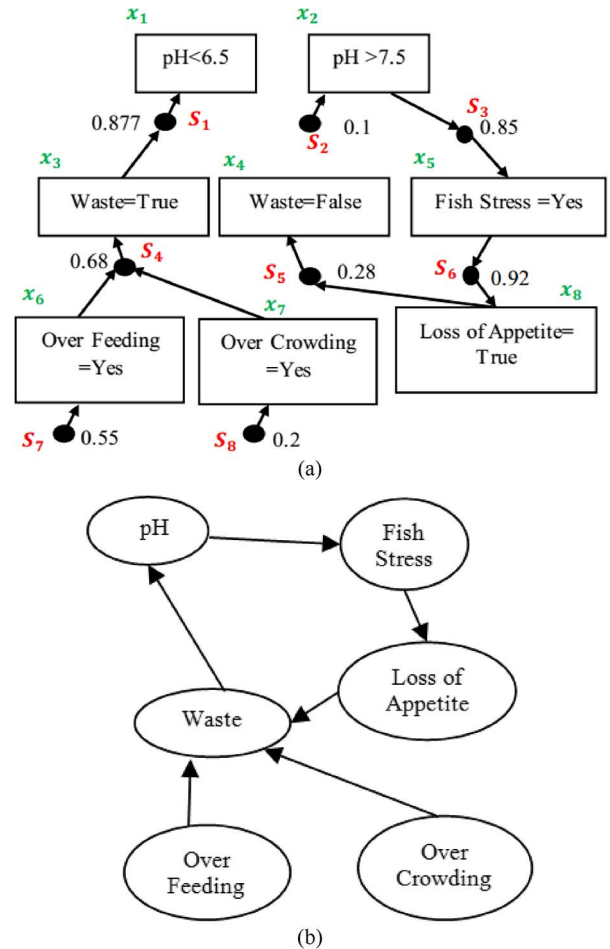 x₁
x₂
pH<6.5
pH >7.5
0.877
S₁
S₂
0.1
S₃
0.85
x₃
x₄
x₅
Waste=True
Waste=False
Fish Stress =Yes
0.68
S₄
S₅
0.28
S₆
0.92
x₆
x₇
x₈
Over Feeding
=Yes
Over Crowding
=Yes
Loss of Appetite=
True
S₇
0.55
S₈
0.2
(a)
pH
Fish
Stress
Loss of
Appetite
Waste
Over
Feeding
Over
Crowding
(b)